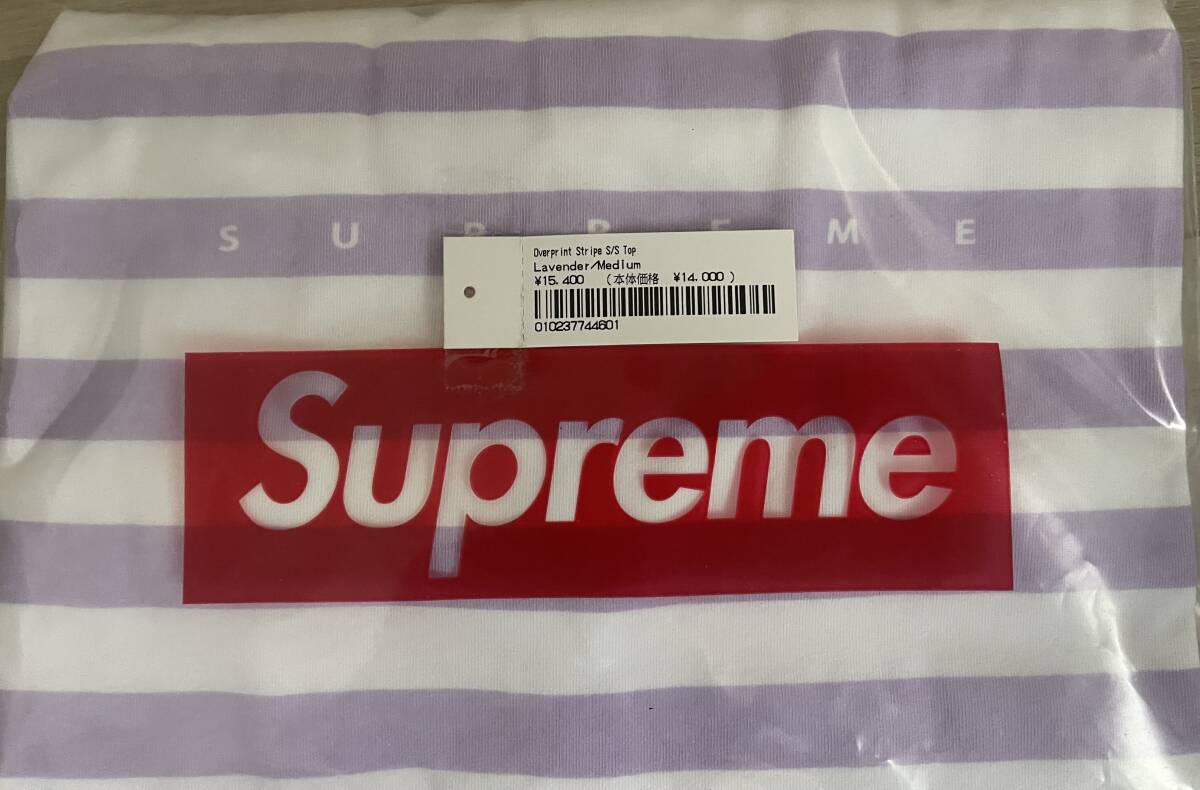 S U P R E M E
Overprint Stripe S/S Top
Lavender/Medium
¥15.400 (本体価格 ¥14.000 )
010237744601
Supreme